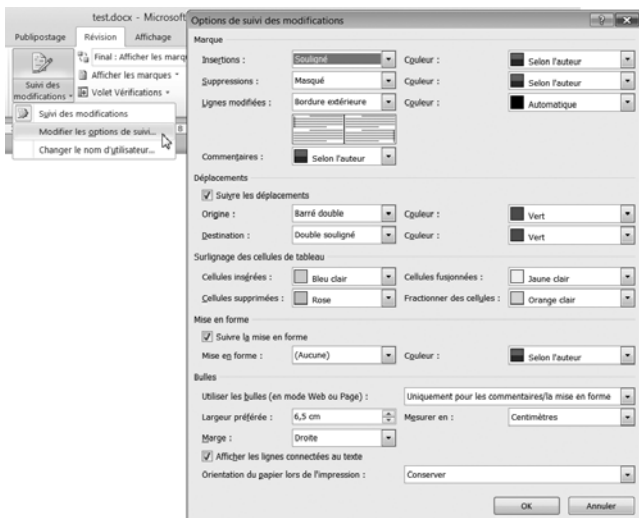 test.docx - Microsoft
Publipostage Révision Affichage
Suivi des modifications
Final : Afficher les marq
Afficher les marques
Volet Vérifications
Suivi des modifications
Modifier les options de suivi...
Changer le nom d'utilisateur...
8
Options de suivi des modifications
Marque
Insertions : Souligné Couleur : Selon l'auteur
Suppressions : Masqué Couleur : Selon l'auteur
Lignes modifiées : Bordure extérieure Couleur : Automatique
Commentaires : Selon l'auteur
Déplacements
Suivre les déplacements
Origine : Barré double Couleur : Vert
Destination : Double souligné Couleur : Vert
Surlignage des cellules de tableau
Cellules insérées : Bleu clair Cellules fusionnées : Jaune clair
Cellules supprimées : Rose Fractionner des cellules : Orange clair
Mise en forme
Suivre la mise en forme
Mise en forme : (Aucune) Couleur : Selon l'auteur
Bulles
Utiliser les bulles (en mode Web ou Page) : Uniquement pour les commentaires/la mise en forme
Largeur préférée : 6,5 cm Mesurer en : Centimètres
Marge : Droite
Afficher les lignes connectées au texte
Orientation du papier lors de l'impression : Conserver
OK Annuler